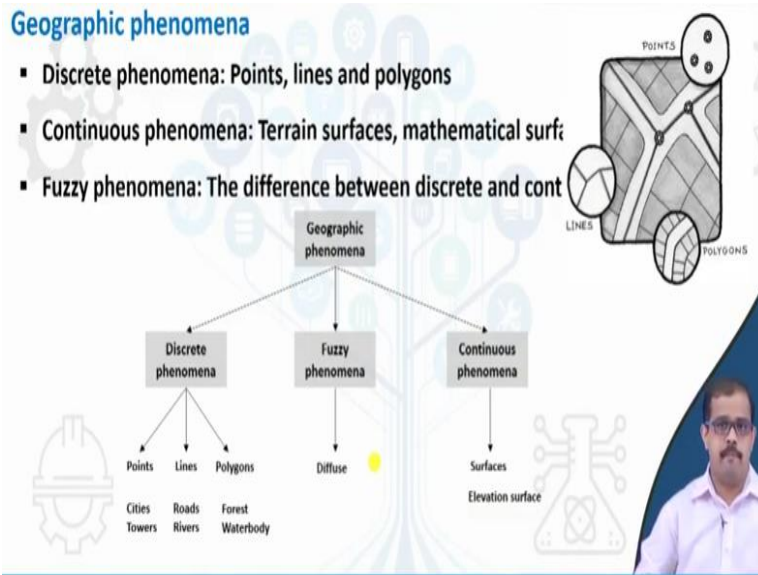 Geographic phenomena
▪ Discrete phenomena: Points, lines and polygons
▪ Continuous phenomena: Terrain surfaces, mathematical surfa
▪ Fuzzy phenomena: The difference between discrete and cont
POINTS
LINES
POLYGONS
Geographic
phenomena
Discrete
phenomena
Fuzzy
phenomena
Continuous
phenomena
Points Lines Polygons
Diffuse
Surfaces
Cities Roads Forest
Towers Rivers Waterbody
Elevation surface